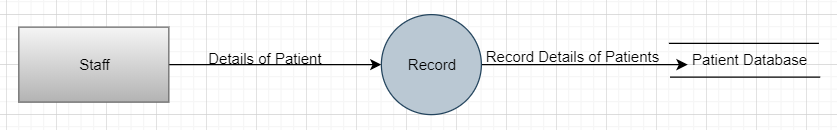 Staff
Details of Patient
Record
Record Details of Patients
Patient Database